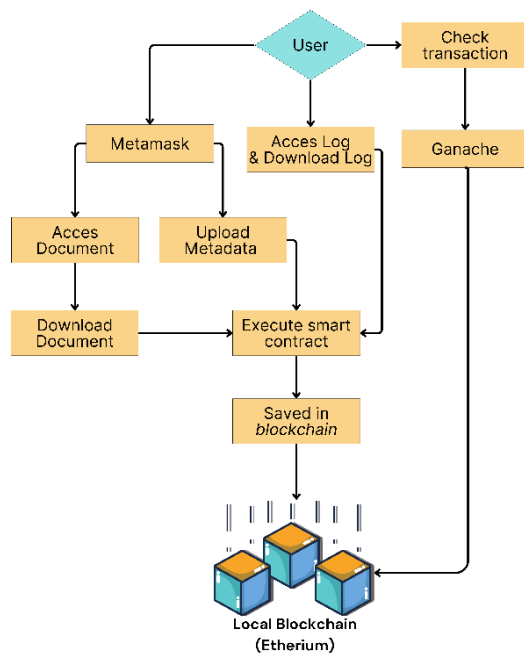 User
Check
transaction
Metamask
Acces Log
& Download Log
Ganache
Acces
Document
Upload
Metadata
Download
Document
Execute smart
contract
Saved in
blockchain
Local Blockchain
(Etherium)